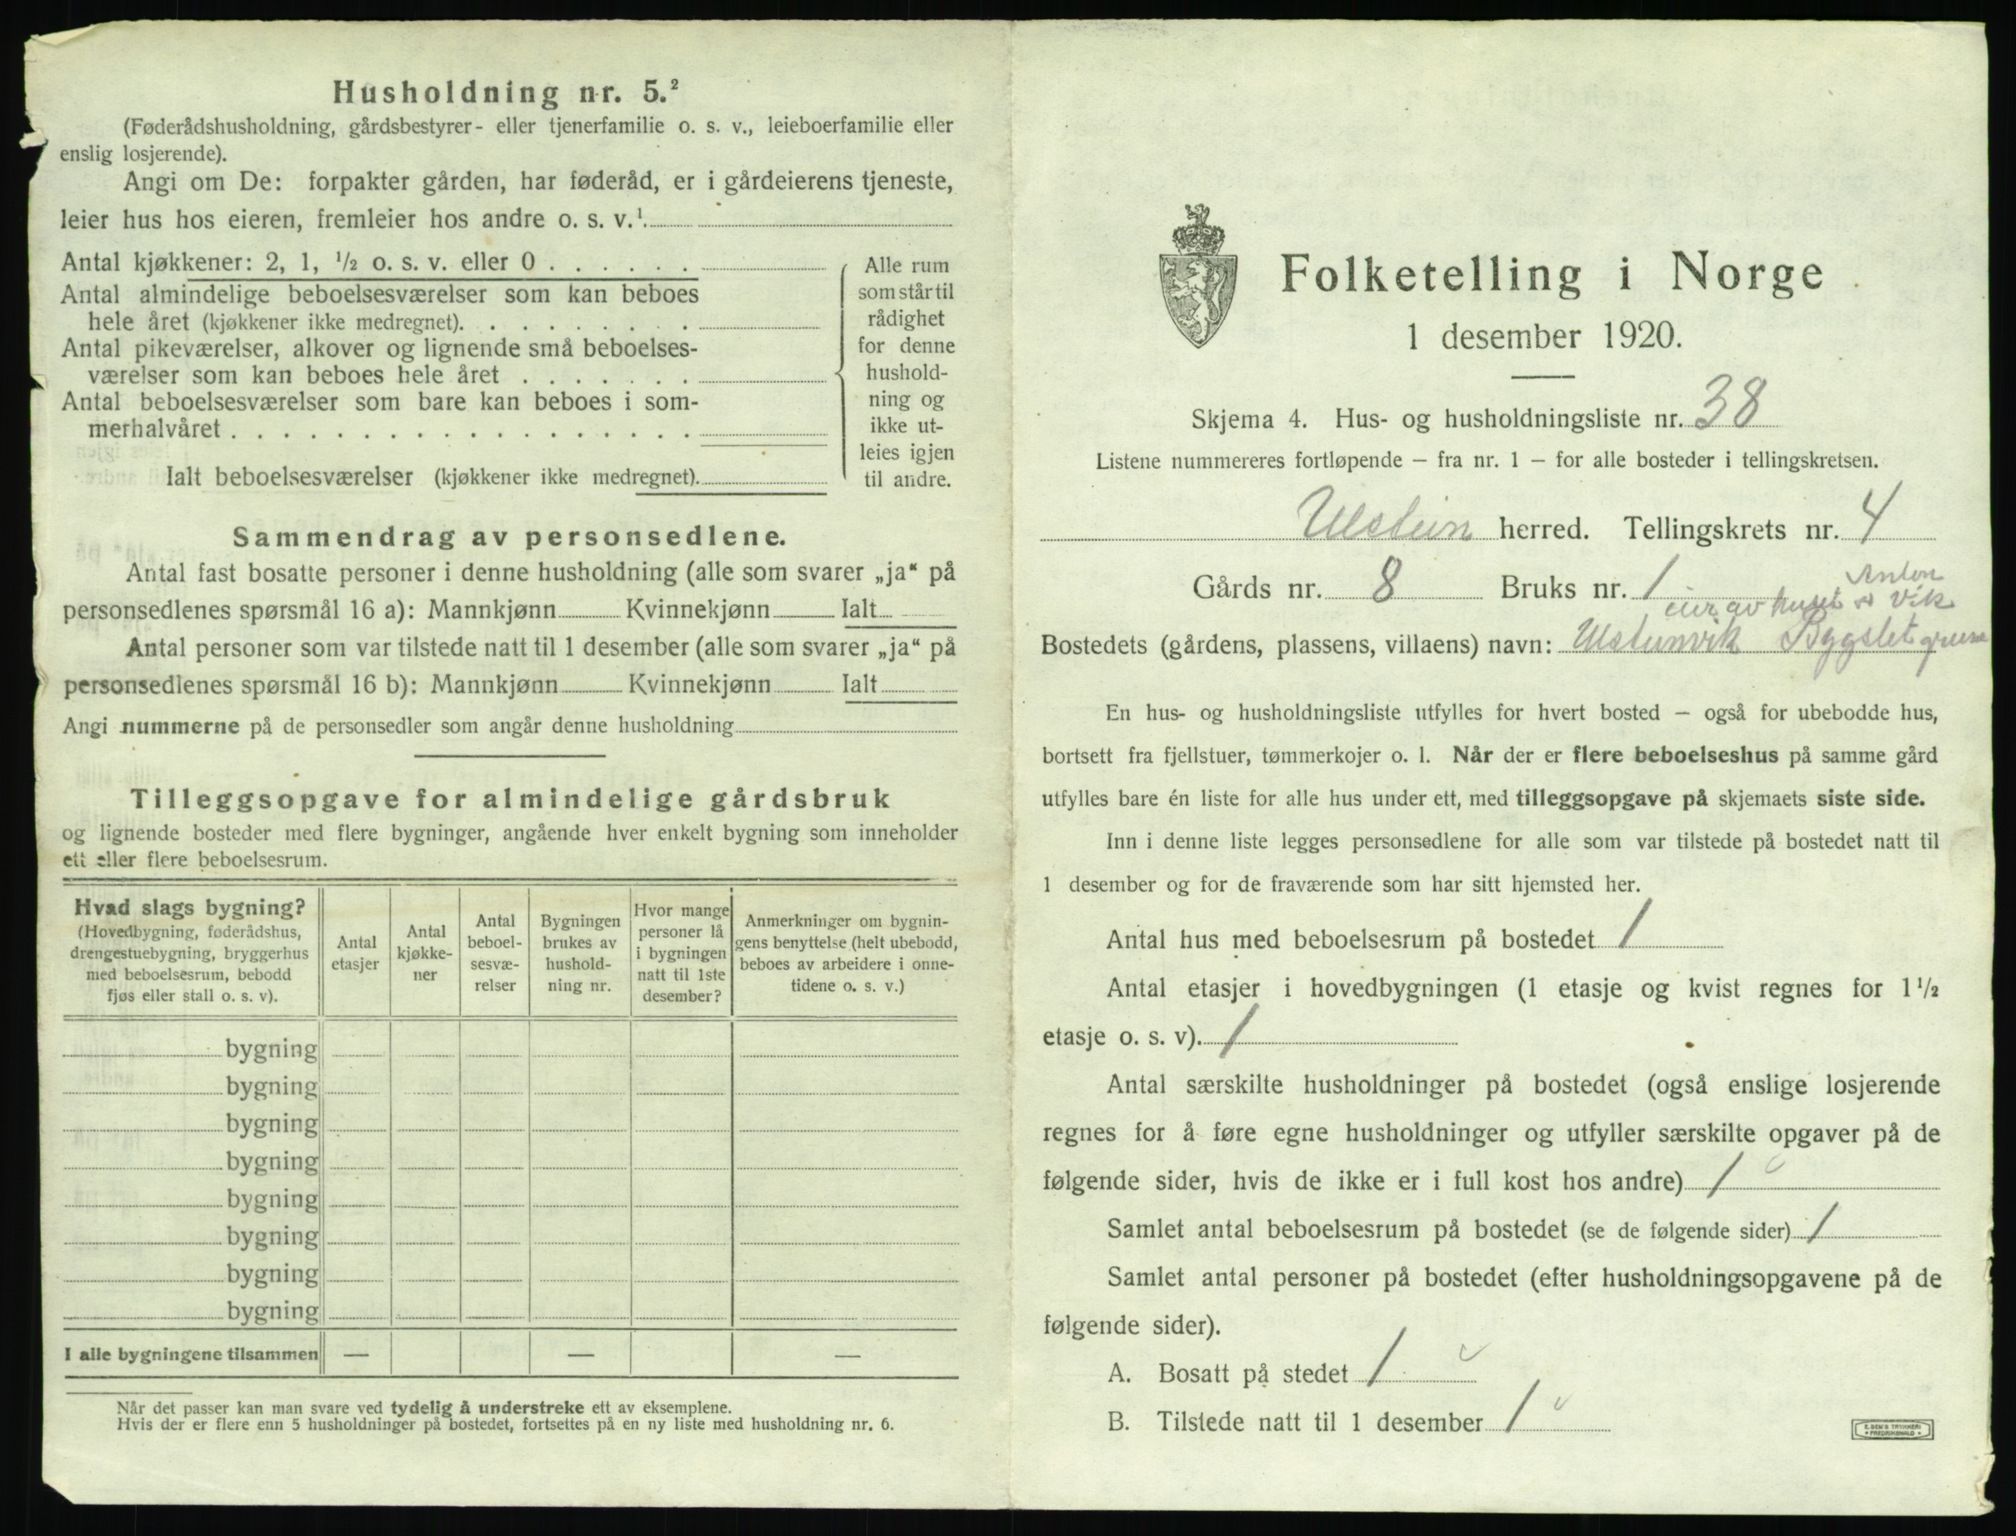 Husholdning nr. 5.²
(Føderådshusholdning, gårdsbestyrer- eller tjenerfamilie o. s. v., leieboerfamilie eller
enslig losjerende).
Angi om De: forpakter gården, har føderåd, er i gårdeierens tjeneste,
leier hus hos eieren, fremleier hos andre o. s. v.¹
Antal kjøkkener: 2, 1, ½ o. s. v. eller 0 . . . . . .
Antal almindelige beboelsesværelser som kan beboes
hele året (kjøkkener ikke medregnet). . . . . . . . .
Antal pikeværelser, alkover og lignende små beboelses-
værelser som kan beboes hele året . . . . . . .
Antal beboelsesværelser som bare kan beboes i som-
merhalvåret . . . . . . . . . . . . . . . . . .
Ialt beboelsesværelser (kjøkkener ikke medregnet).
Alle rum
som står til
rådighet
for denne
hushold-
ning og
ikke ut-
leies igjen
til andre.
Sammendrag av personsedlene.
Antal fast bosatte personer i denne husholdning (alle som svarer „ja“ på
personsedlenes spørsmål 16 a): Mannkjønn Kvinnekjønn Ialt
Antal personer som var tilstede natt til 1 desember (alle som svarer „ja“ på
personsedlenes spørsmål 16 b): Mannkjønn Kvinnekjønn Ialt
Angi nummerne på de personsedler som angår denne husholdning
Tilleggsopgave for almindelige gårdsbruk
og lignende bosteder med flere bygninger, angående hver enkelt bygning som inneholder
ett eller flere beboelsesrum.
Hvad slags bygning?
(Hovedbygning, føderådshus,
drengestuebygning, bryggerhus
med beboelsesrum, bebodd
fjøs eller stall o. s. v).
Antal
etasjer
Antal
kjøkke-
ner
Antal
beboel-
sesvæ-
relser
Bygningen
brukes av
hushold-
ning nr.
Hvor mange
personer lå
i bygningen
natt til 1ste
desember?
Anmerkninger om bygnin-
gens benyttelse (helt ubebodd,
beboes av arbeidere i onne-
tidene o. s. v.)
bygning
bygning
bygning
bygning
bygning
bygning
bygning
bygning
I alle bygningene tilsammen — — —
Når det passer kan man svare ved tydelig å understreke ett av eksemplene.
Hvis der er flere enn 5 husholdninger på bostedet, fortsettes på en ny liste med husholdning nr. 6.
Folketelling i Norge
1 desember 1920.
Skjema 4. Hus- og husholdningsliste nr. 38
Listene nummereres fortløpende – fra nr. 1 – for alle bosteder i tellingskretsen.
Ulstein herred. Tellingskrets nr. 4
Gårds nr. 8 Bruks nr. 1
eier av huset Anton Vik
Bostedets (gårdens, plassens, villaens) navn: Ulsteinvik Bygslet
En hus- og husholdningsliste utfylles for hvert bosted – også for ubebodde hus,
bortsett fra fjellstuer, tømmerkojer o. l. Når der er flere beboelseshus på samme gård
utfylles bare én liste for alle hus under ett, med tilleggsopgave på skjemaets siste side.
Inn i denne liste legges personsedlene for alle som var tilstede på bostedet natt til
1 desember og for de fraværende som har sitt hjemsted her.
Antal hus med beboelsesrum på bostedet 1
Antal etasjer i hovedbygningen (1 etasje og kvist regnes for 1½
etasje o. s. v). 1
Antal særskilte husholdninger på bostedet (også enslige losjerende
regnes for å føre egne husholdninger og utfyller særskilte opgaver på de
følgende sider, hvis de ikke er i full kost hos andre) 1
Samlet antal beboelsesrum på bostedet (se de følgende sider) 1
Samlet antal personer på bostedet (efter husholdningsopgavene på de
følgende sider).
A. Bosatt på stedet 1
B. Tilstede natt til 1 desember 1
E. SEM'S TRYKKERI
FREDRIKSHALD